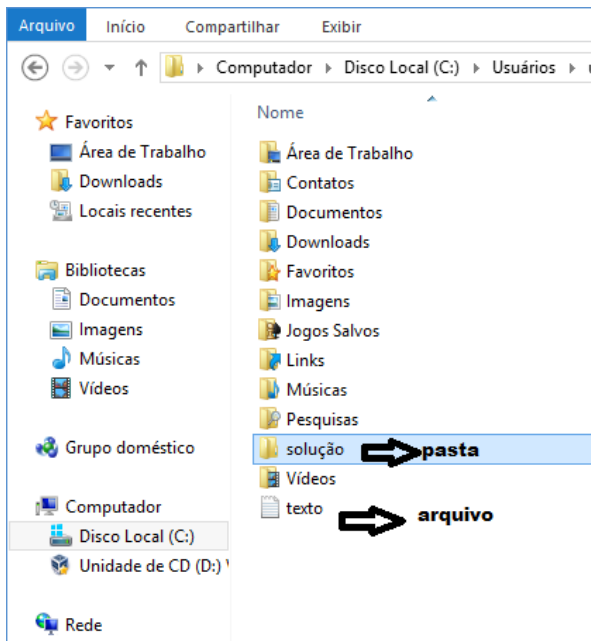 Arquivo Início Compartilhar Exibir
Computador Disco Local (C:) Usuários
Favoritos
Área de Trabalho
Downloads
Locais recentes
Bibliotecas
Documentos
Imagens
Músicas
Vídeos
Grupo doméstico
Computador
Disco Local (C:)
Unidade de CD (D:)
Rede
Nome
Área de Trabalho
Contatos
Documentos
Downloads
Favoritos
Imagens
Jogos Salvos
Links
Músicas
Pesquisas
solução pasta
Vídeos
texto arquivo